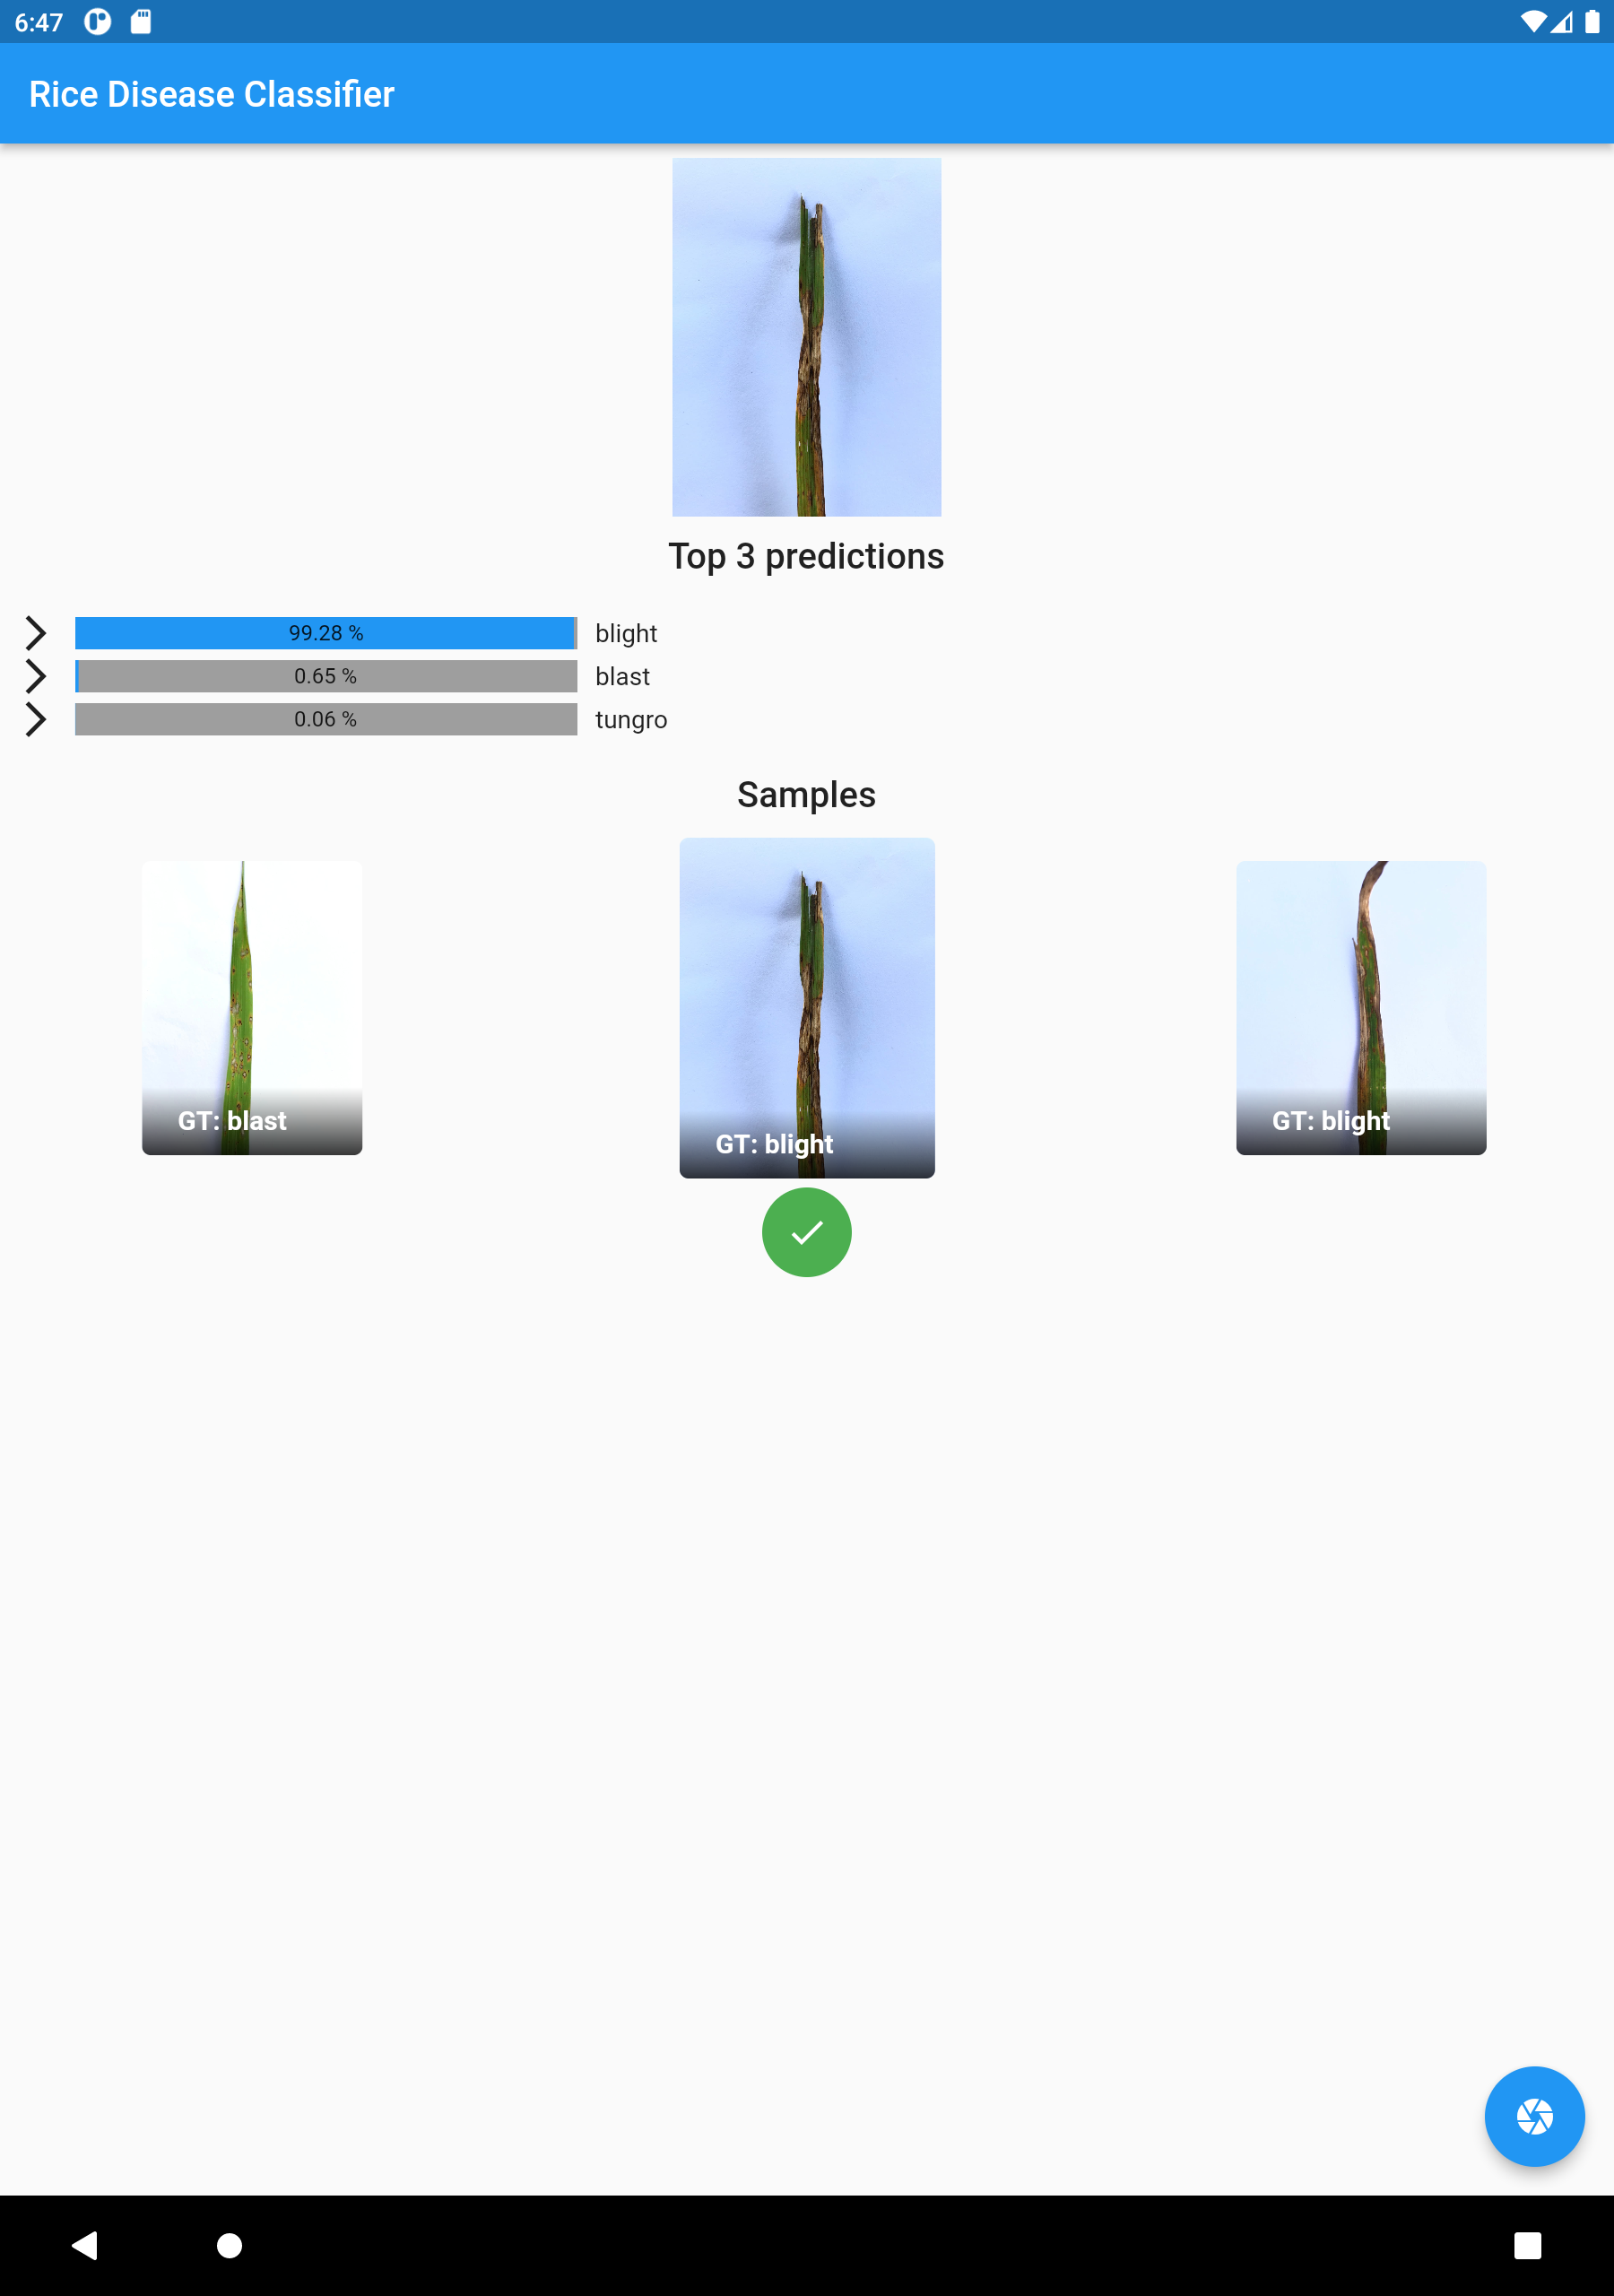 6:47
Rice Disease Classifier
Top 3 predictions
99.28 % blight
0.65 % blast
0.06 % tungro
Samples
GT: blast
GT: blight
GT: blight